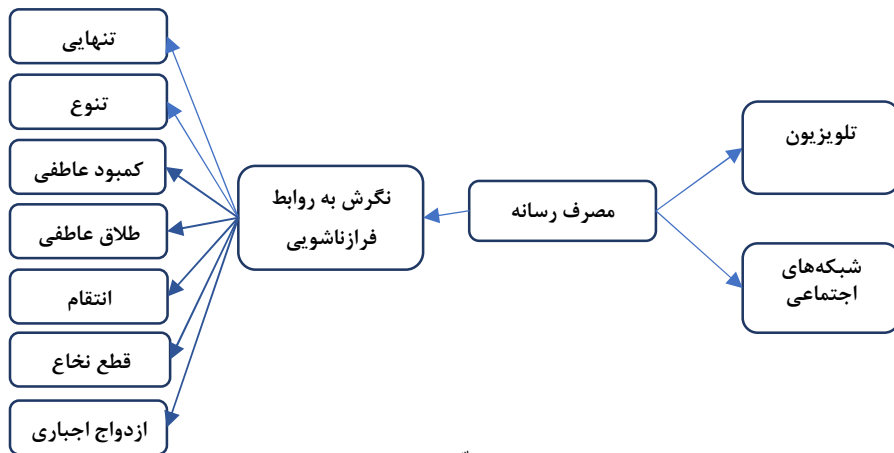 تلویزیون
شبکه‌های
اجتماعی
مصرف رسانه
نگرش به روابط
فرازناشویی
تنهایی
تنوع
کمبود عاطفی
طلاق عاطفی
انتقام
قطع نخاع
ازدواج اجباری